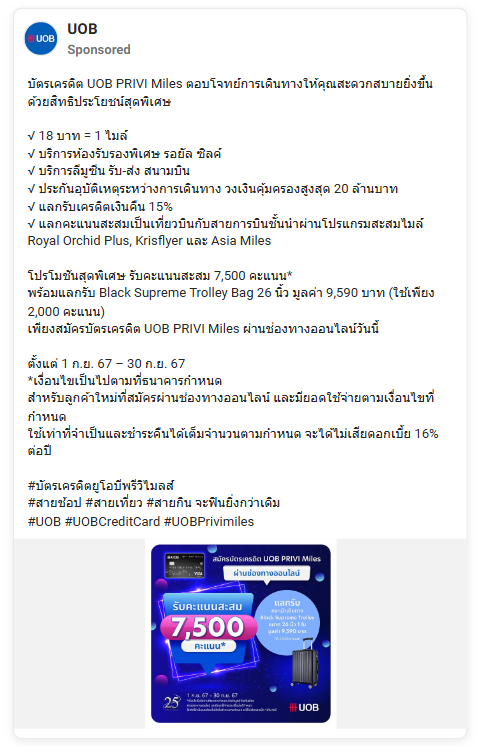 UOB
UOB
Sponsored
บัตรเครดิต UOB PRIVI Miles ตอบโจทย์การเดินทางให้คุณสะดวกสบายยิ่งขึ้น
ด้วยสิทธิประโยชน์สุดพิเศษ
√ 18 บาท = 1 ไมล์
√ บริการห้องรับรองพิเศษ รอยัล ซิลค์
√ บริการลีมูซีน รับ-ส่ง สนามบิน
√ ประกันอุบัติเหตุระหว่างการเดินทาง วงเงินคุ้มครองสูงสุด 20 ล้านบาท
√ แลกรับเครดิตเงินคืน 15%
√ แลกคะแนนสะสมเป็นเที่ยวบินกับสายการบินชั้นนำผ่านโปรแกรมสะสมไมล์
Royal Orchid Plus, Krisflyer และ Asia Miles
โปรโมชันสุดพิเศษ รับคะแนนสะสม 7,500 คะแนน*
พร้อมแลกรับ Black Supreme Trolley Bag 26 นิ้ว มูลค่า 9,590 บาท (ใช้เพียง
2,000 คะแนน)
เพียงสมัครบัตรเครดิต UOB PRIVI Miles ผ่านช่องทางออนไลน์วันนี้
ตั้งแต่ 1 ก.ย. 67 – 30 ก.ย. 67
*เงื่อนไขเป็นไปตามที่ธนาคารกำหนด
สำหรับลูกค้าใหม่ที่สมัครผ่านช่องทางออนไลน์ และมียอดใช้จ่ายตามเงื่อนไขที่
กำหนด
ใช้เท่าที่จำเป็นและชำระคืนได้เต็มจำนวนตามกำหนด จะได้ไม่เสียดอกเบี้ย 16%
ต่อปี
#บัตรเครดิตยูโอบีพรีวิไมลส์
#สายช้อป #สายเที่ยว #สายกิน จะฟินยิ่งกว่าเดิม
#UOB #UOBCreditCard #UOBPrivimiles
สมัครบัตรเครดิต UOB PRIVI Miles
ผ่านช่องทางออนไลน์
VISA
รับคะแนนสะสม
7,500
คะแนน*
แลกรับ
Black Supreme Trolley
ขนาด 26 นิ้ว 1 ใบ
มูลค่า 9,590 บาท
25
1 ก.ย. 67 - 30 ก.ย. 67
UOB